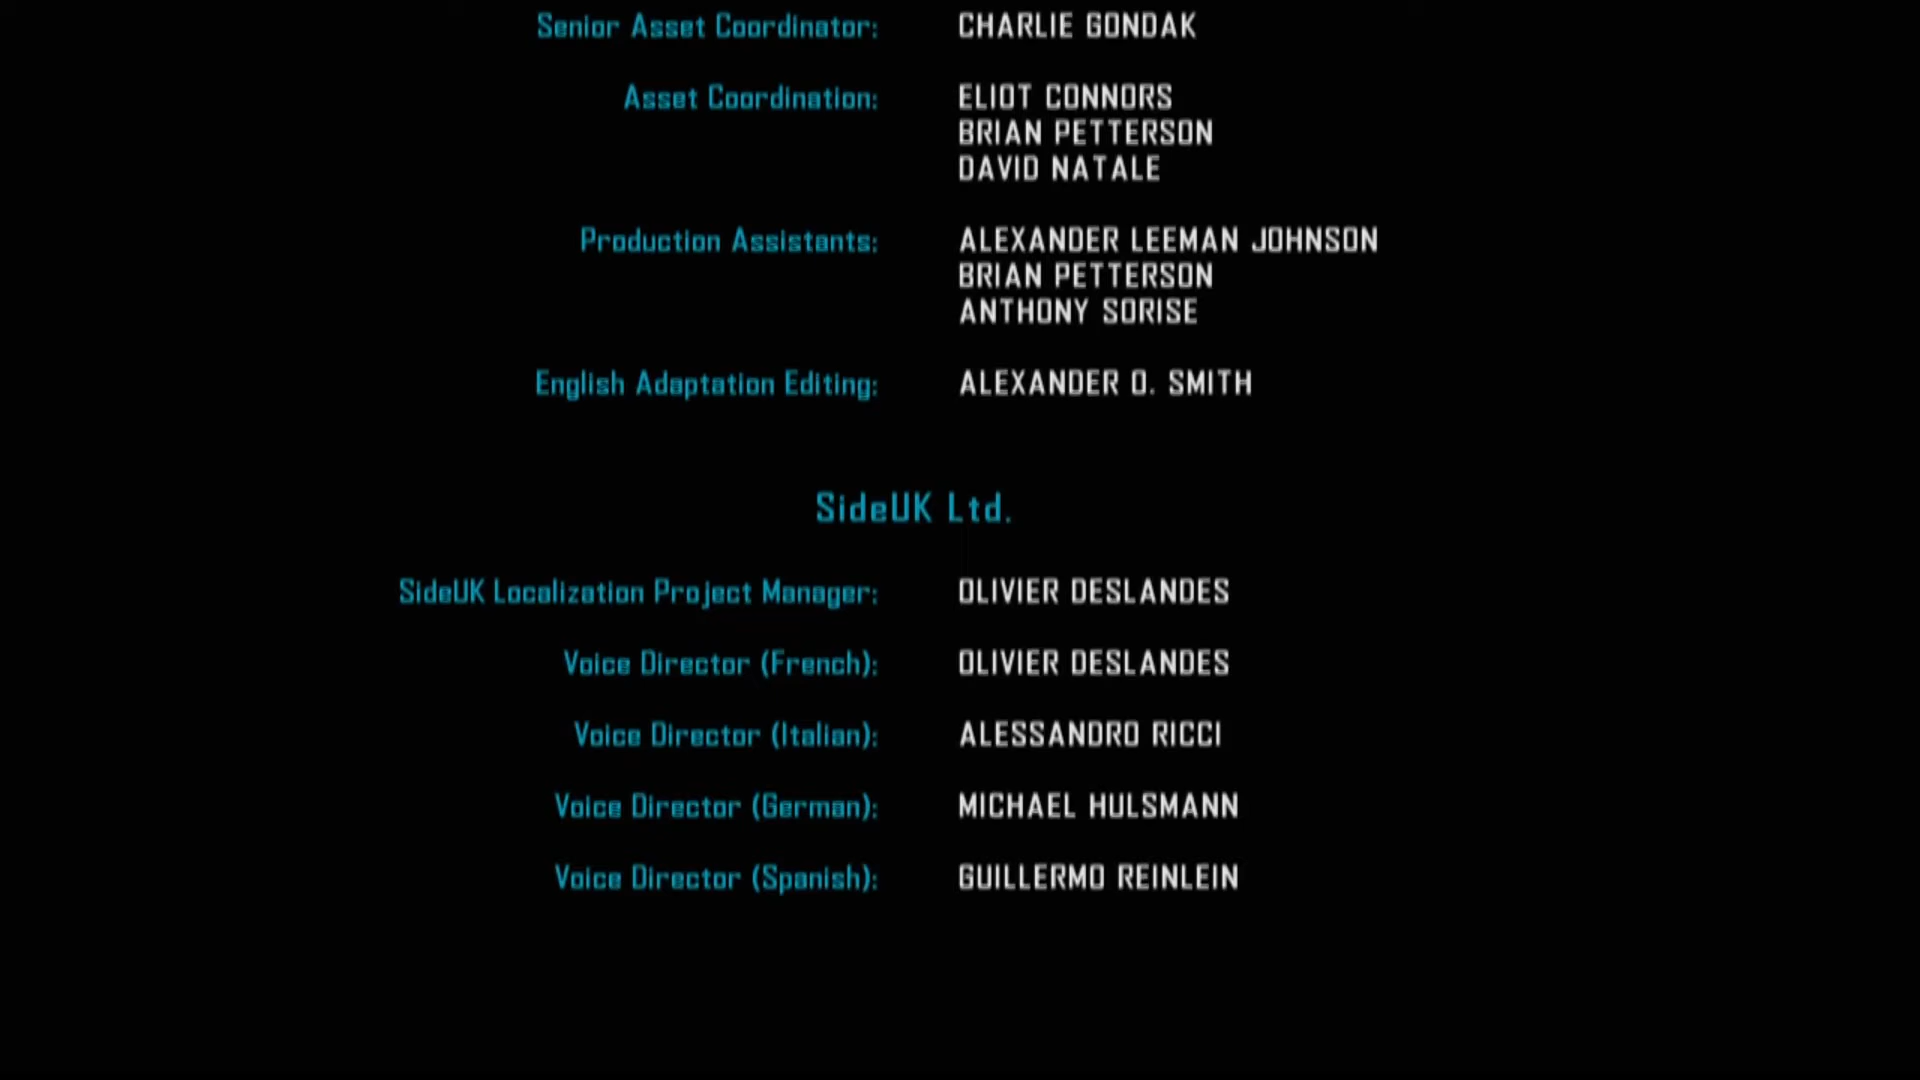 Senior Asset Coordinator: CHARLIE GONDAK
Asset Coordination: ELIOT CONNORS
BRIAN PETTERSON
DAVID NATALE
Production Assistants: ALEXANDER LEEMAN JOHNSON
BRIAN PETTERSON
ANTHONY SORISE
English Adaptation Editing: ALEXANDER O. SMITH
SideUK Ltd.
SideUK Localization Project Manager: OLIVIER DESLANDES
Voice Director (French): OLIVIER DESLANDES
Voice Director (Italian): ALESSANDRO RICCI
Voice Director (German): MICHAEL HULSMANN
Voice Director (Spanish): GUILLERMO REINLEIN